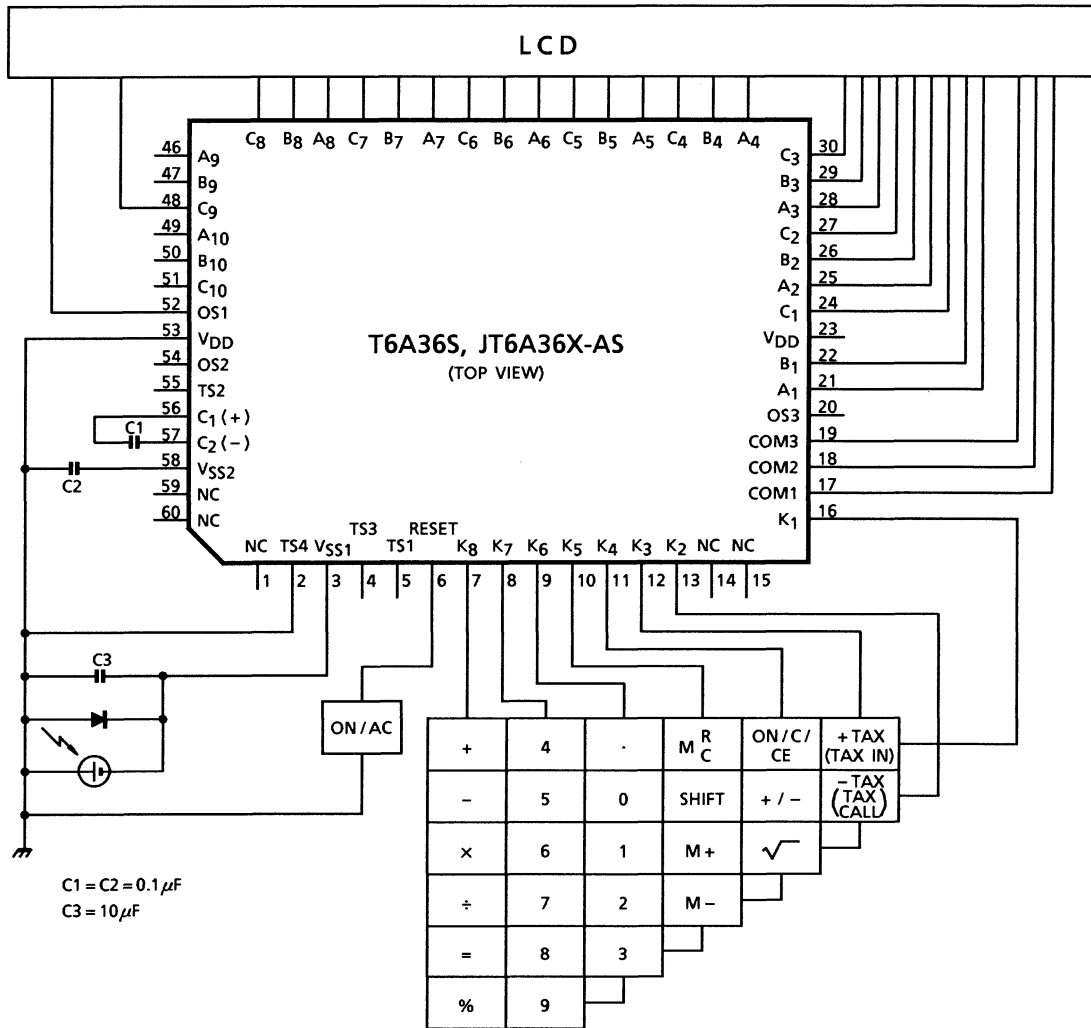 LCD
C8 B8 A8 C7 B7 A7 C6 B6 A6 C5 B5 A5 C4 B4 A4
46 A9
47 B9
48 C9
49 A10
50 B10
51 C10
52 OS1
53 VDD
54 OS2
55 TS2
56 C1 (+)
57 C2 (−)
58 VSS2
59 NC
60 NC
C1
C2
T6A36S, JT6A36X-AS
(TOP VIEW)
C3 30
B3 29
A3 28
C2 27
B2 26
A2 25
C1 24
VDD 23
B1 22
A1 21
OS3 20
COM3 19
COM2 18
COM1 17
K1 16
NC TS4 VSS1 TS3 TS1 RESET K8 K7 K6 K5 K4 K3 K2 NC NC
1 2 3 4 5 6 7 8 9 10 11 12 13 14 15
C3
ON/AC
+ 4 · M R C ON/C/CE +TAX (TAX IN)
− 5 0 SHIFT +/− −TAX (TAX CALL)
× 6 1 M+ √
÷ 7 2 M−
= 8 3
% 9
C1 = C2 = 0.1μF
C3 = 10μF